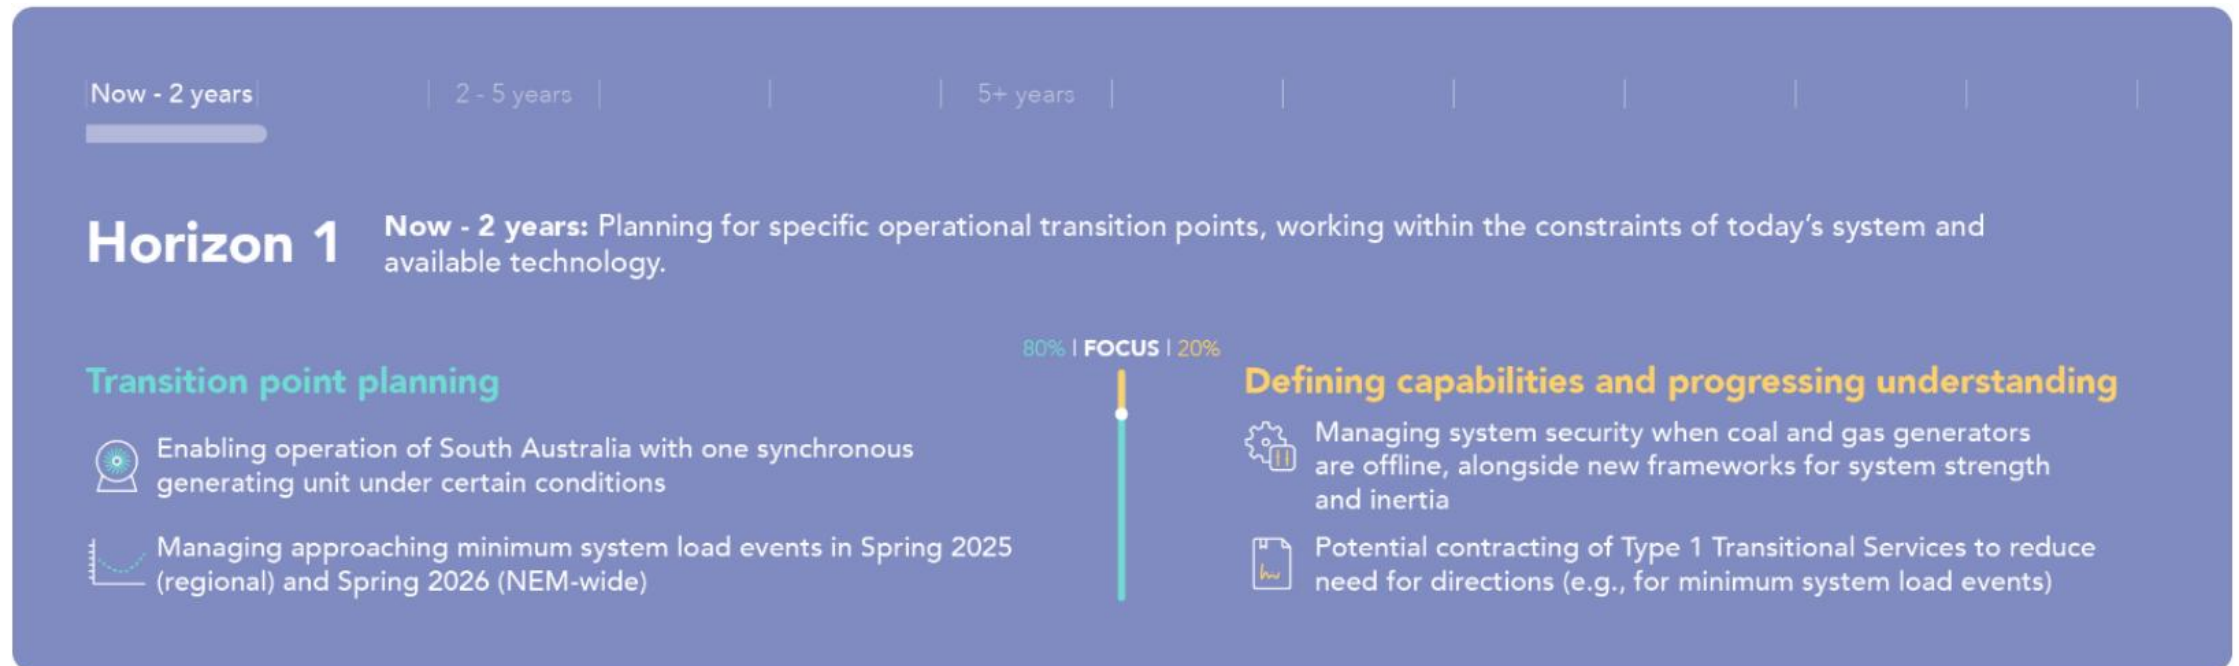 Now - 2 years
2 - 5 years
5+ years
Horizon 1
Now - 2 years: Planning for specific operational transition points, working within the constraints of today's system and
available technology.
80% | FOCUS | 20%
Transition point planning
Enabling operation of South Australia with one synchronous
generating unit under certain conditions
Managing approaching minimum system load events in Spring 2025
(regional) and Spring 2026 (NEM-wide)
Defining capabilities and progressing understanding
Managing system security when coal and gas generators
are offline, alongside new frameworks for system strength
and inertia
Potential contracting of Type 1 Transitional Services to reduce
need for directions (e.g., for minimum system load events)